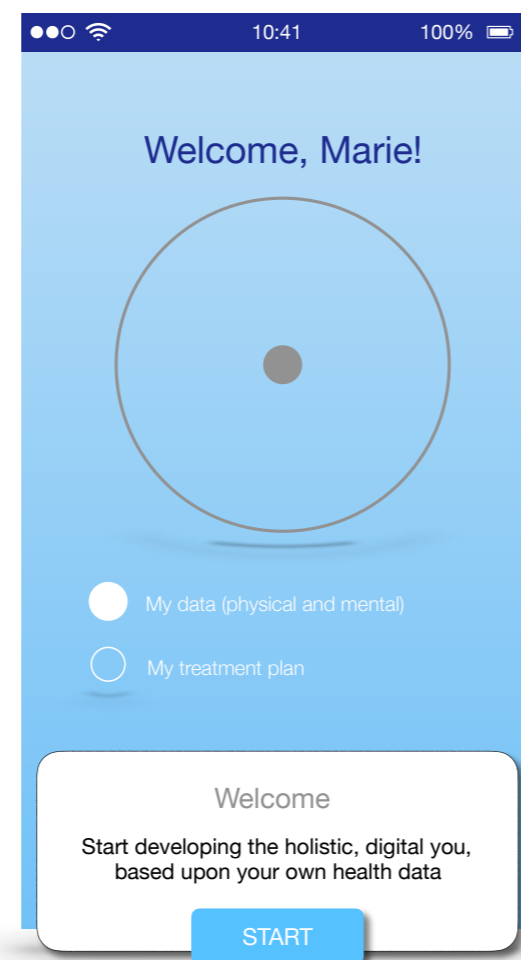 10:41
100%
Welcome, Marie!
My data (physical and mental)
My treatment plan
Welcome
Start developing the holistic, digital you,
based upon your own health data
START